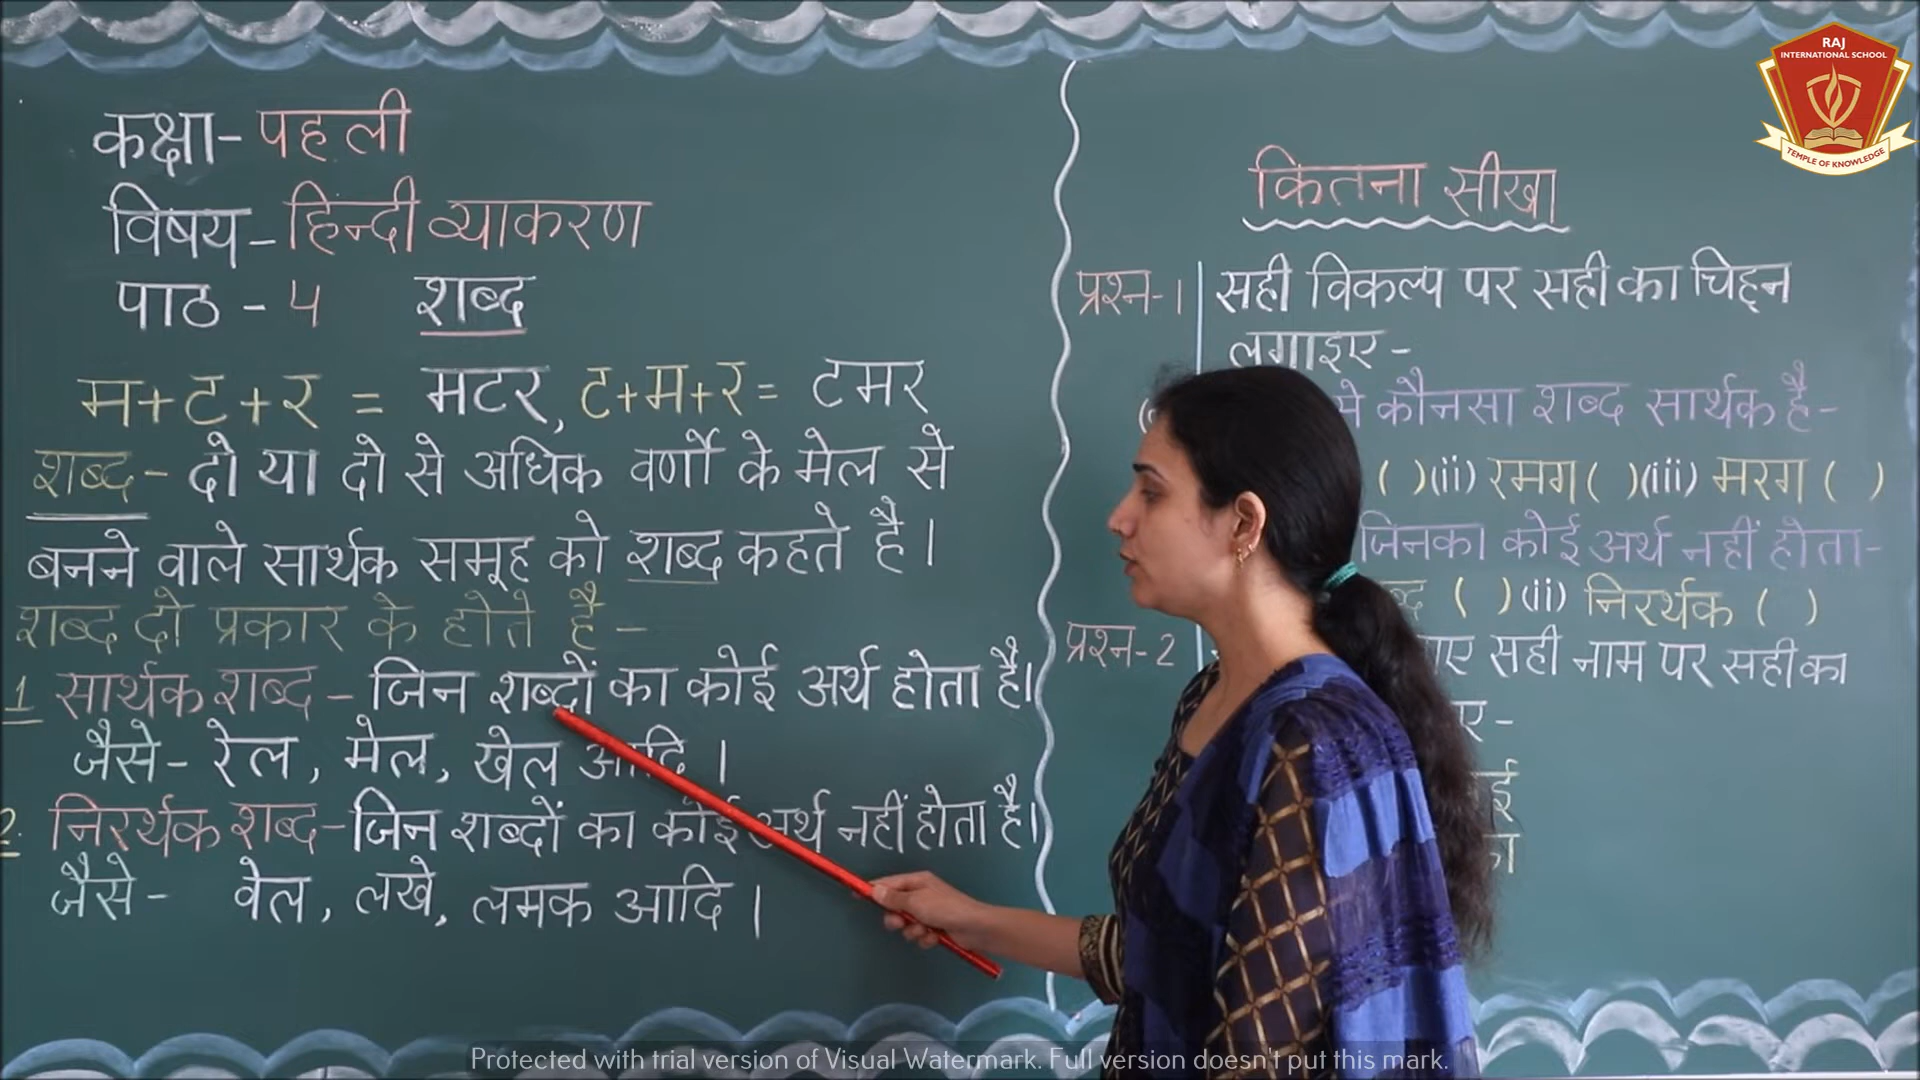 कक्षा- पहली
विषय- हिन्दी व्याकरण
पाठ - 4 शब्द
म+ट+र = मटर, ट+म+र= टमर
शब्द - दो या दो से अधिक वर्णों के मेल से
बनने वाले सार्थक समूह को शब्द कहते है।
शब्द दो प्रकार के होते है-
1 सार्थक शब्द - जिन शब्दों का कोई अर्थ होता है।
जैसे- रेल, मेल, खेल आदि।
2. निरर्थक शब्द-जिन शब्दों का कोई अर्थ नहीं होता है।
जैसे- वेल, लखे, लमक आदि।
कितना सीखा
प्रश्न-1 सही विकल्प पर सही का चिह्न
लगाइए-
कौनसा शब्द सार्थक है-
( ) (ii) रमग ( ) (iii) मरग ( )
जिनका कोई अर्थ नहीं होता-
( ) (ii) निरर्थक ( )
प्रश्न-2 सही नाम पर सही का
RAJ
INTERNATIONAL SCHOOL
TEMPLE OF KNOWLEDGE
Protected with trial version of Visual Watermark. Full version doesn't put this mark.